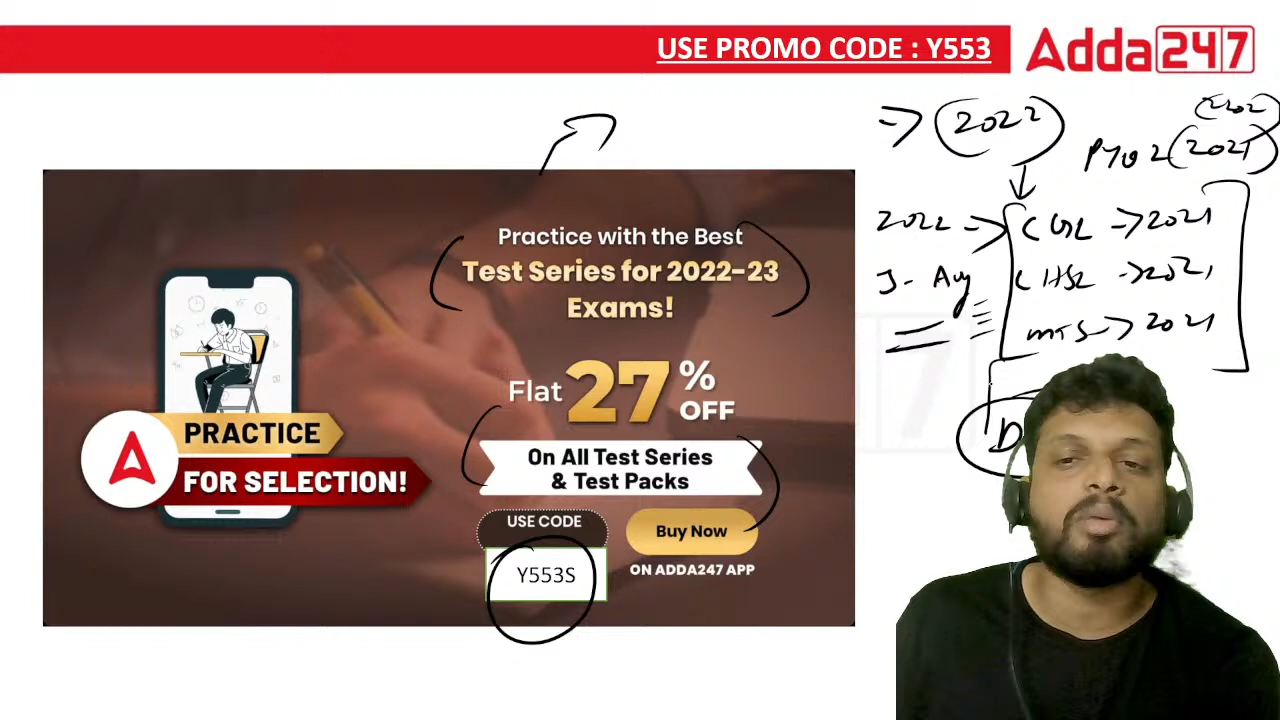 USE PROMO CODE : Y553
Adda247
Practice with the Best
Test Series for 2022-23
Exams!
Flat 27% OFF
On All Test Series
& Test Packs
USE CODE
Y553S
Buy Now
ON ADDA247 APP
PRACTICE
FOR SELECTION!
=> (2022)
(2021)
2022 => CGL -> 2021
J - Aug CHSL -> 2021
MTS -> 2021
D